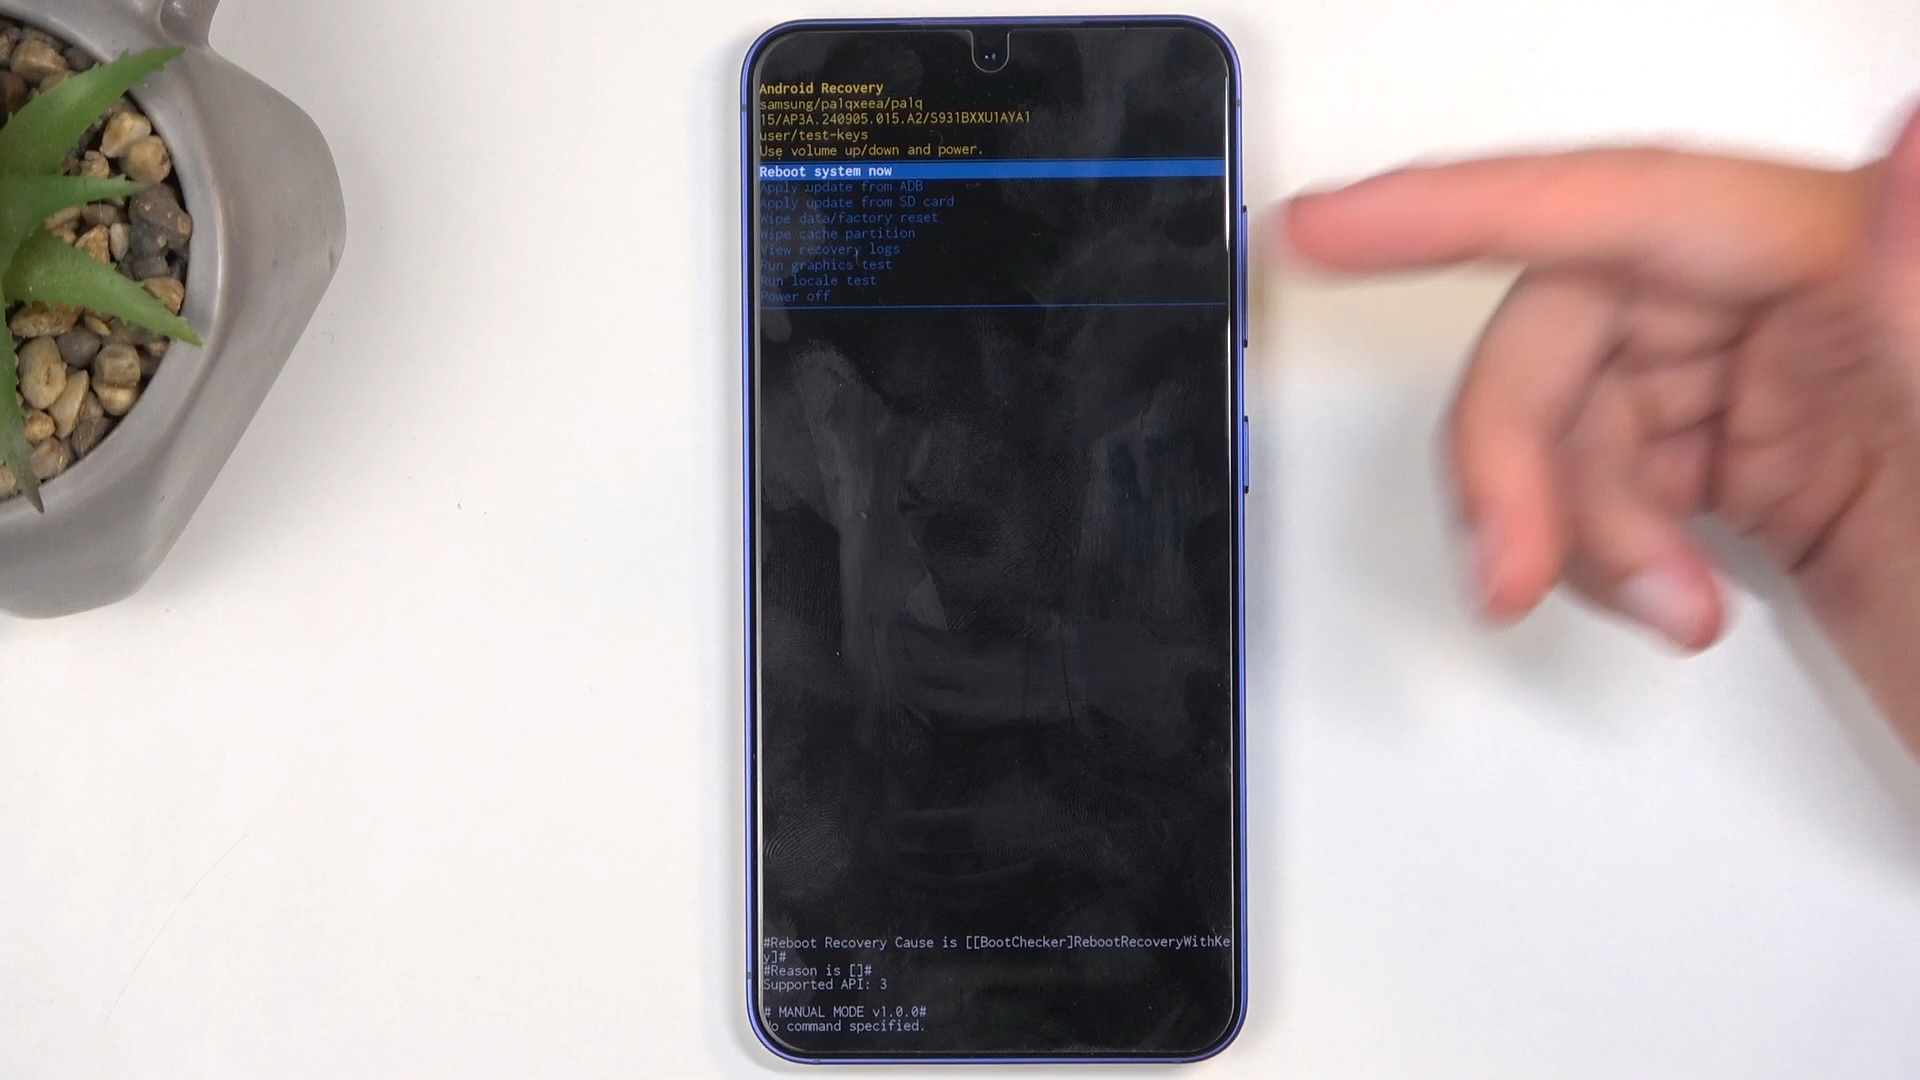 Android Recovery
samsung/pa1qxeea/pa1q
15/AP3A.240905.015.A2/S931BXXU1AYA1
user/test-keys
Use volume up/down and power.
Reboot system now
Apply update from ADB
Apply update from SD card
Wipe data/factory reset
Wipe cache partition
View recovery logs
Run graphics test
Run locale test
Power off
#Reboot Recovery Cause is [[BootChecker]RebootRecoveryWithKe
y]#
#Reason is []#
Supported API: 3
# MANUAL MODE v1.0.0#
No command specified.